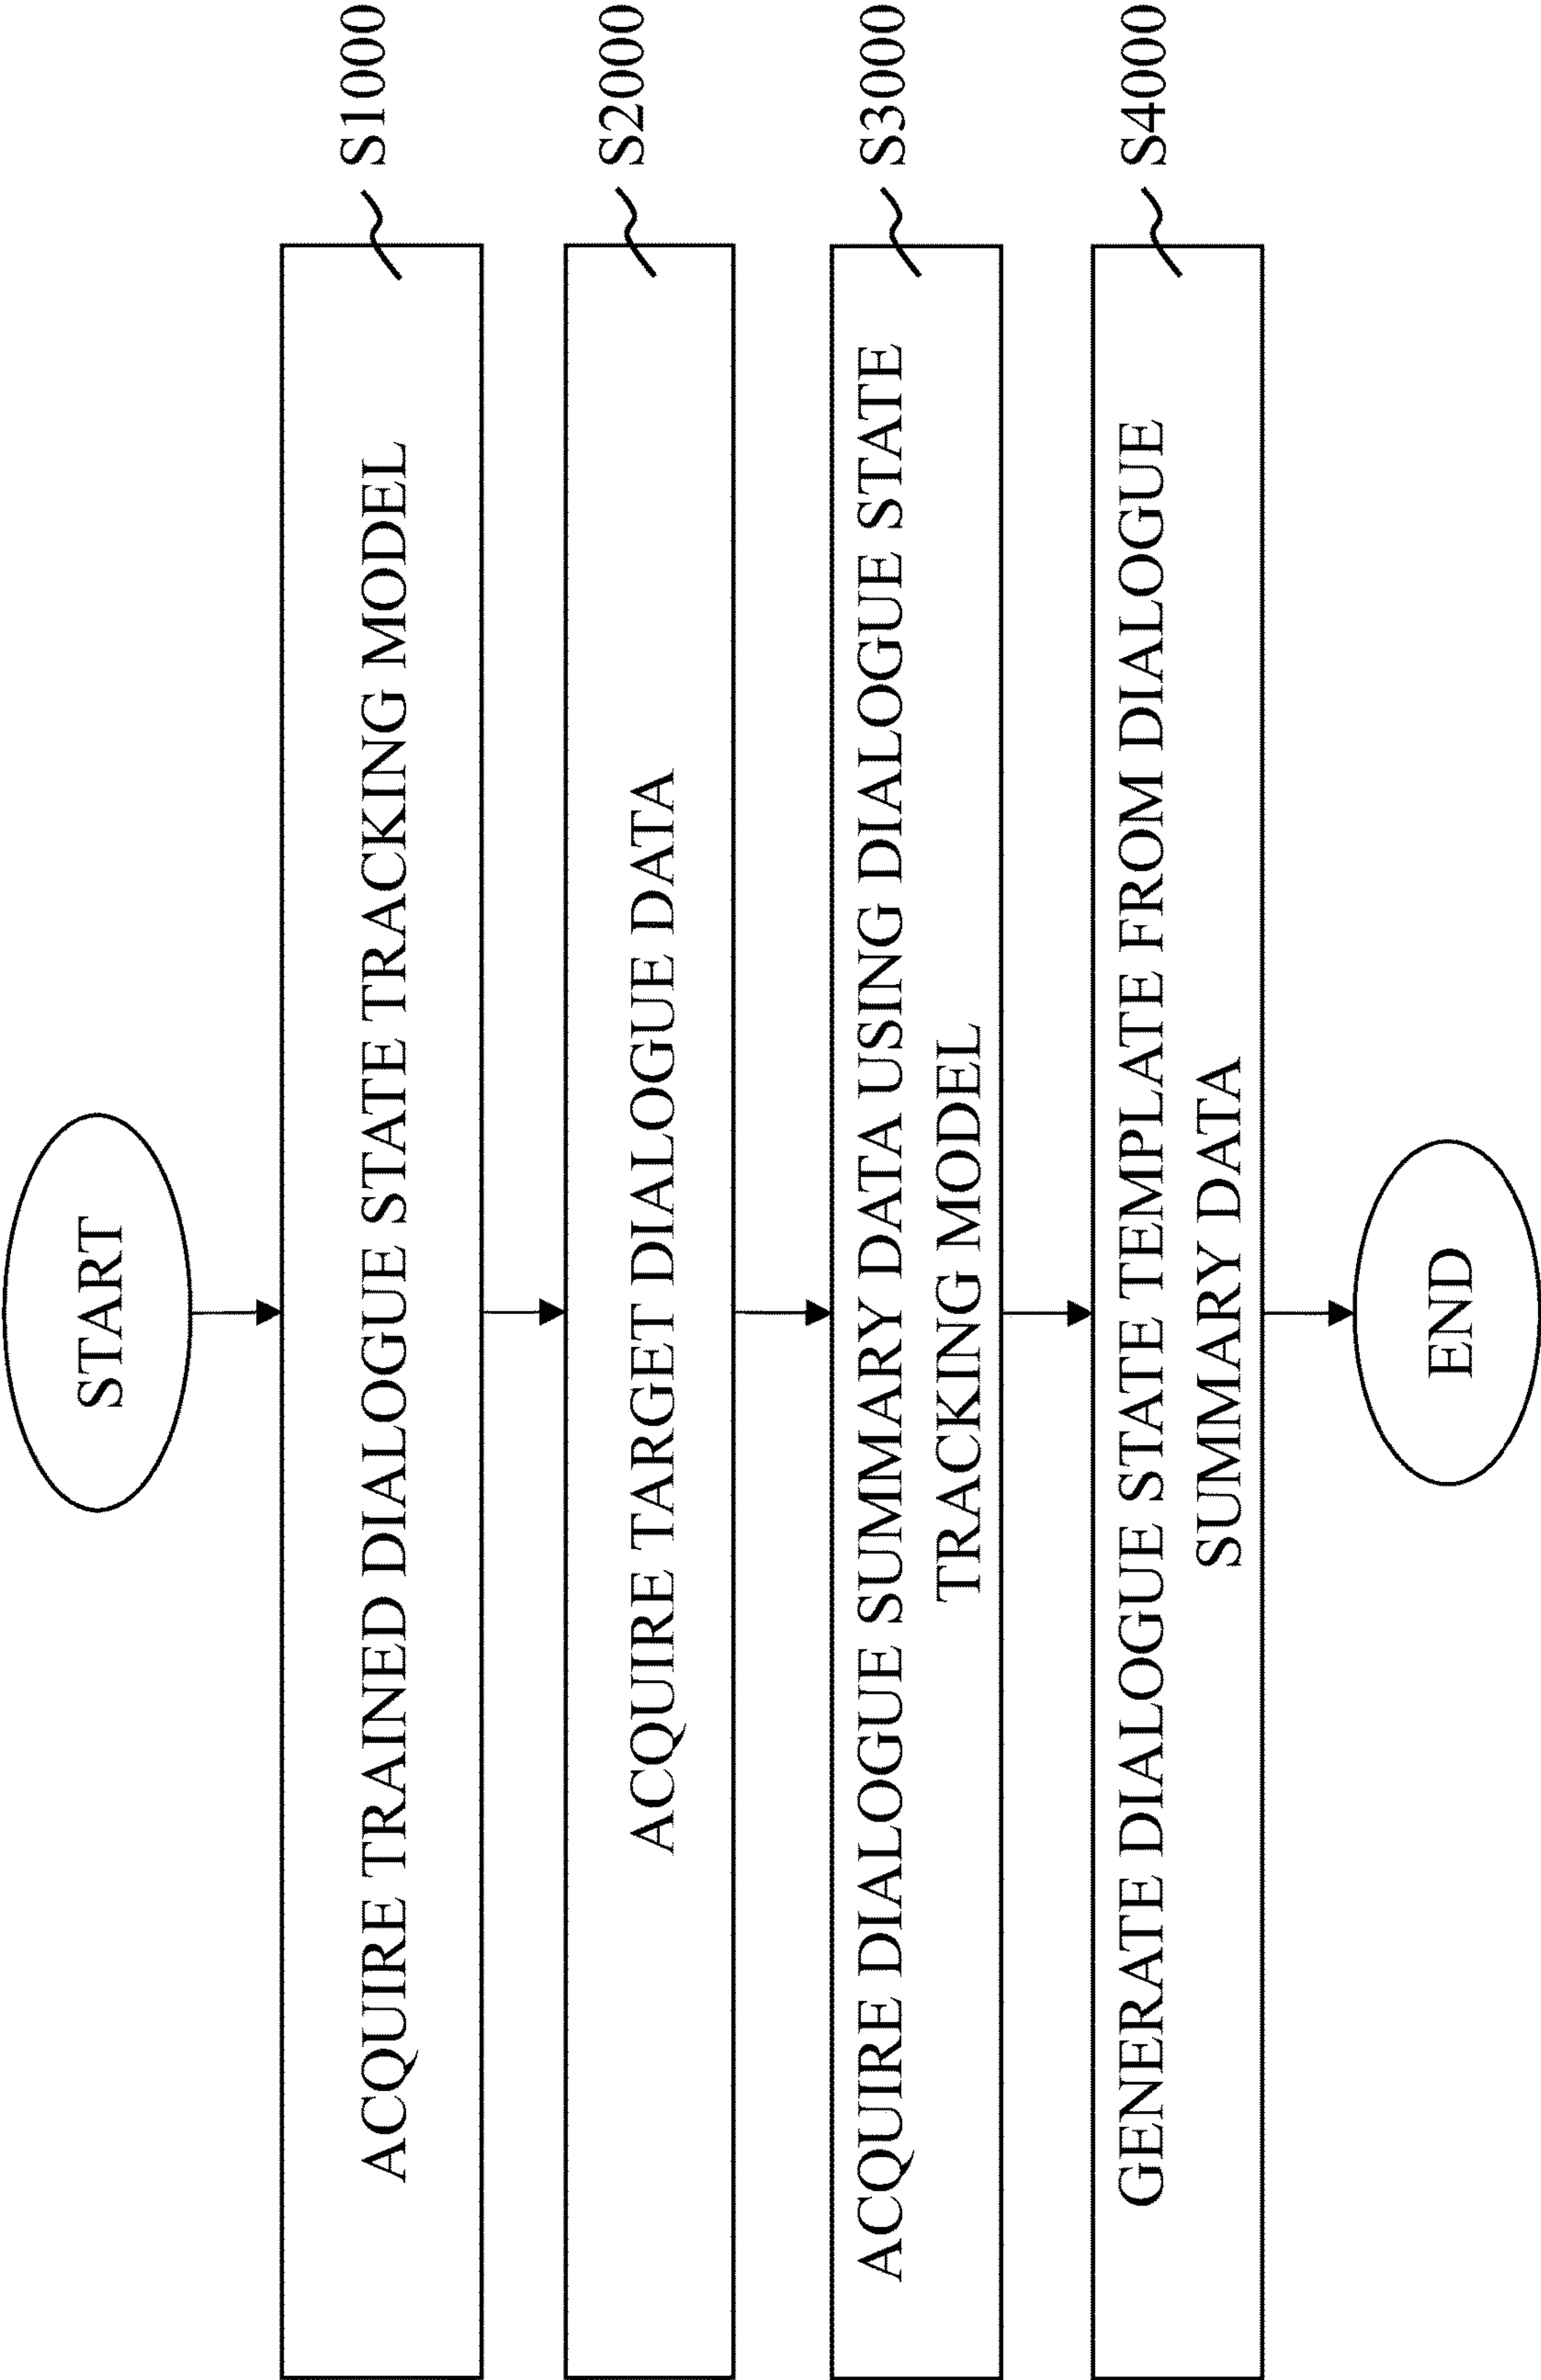 START
ACQUIRE TRAINED DIALOGUE STATE TRACKING MODEL
S1000
ACQUIRE TARGET DIALOGUE DATA
S2000
ACQUIRE DIALOGUE SUMMARY DATA USING DIALOGUE STATE
TRACKING MODEL
S3000
GENERATE DIALOGUE STATE TEMPLATE FROM DIALOGUE
SUMMARY DATA
S4000
END